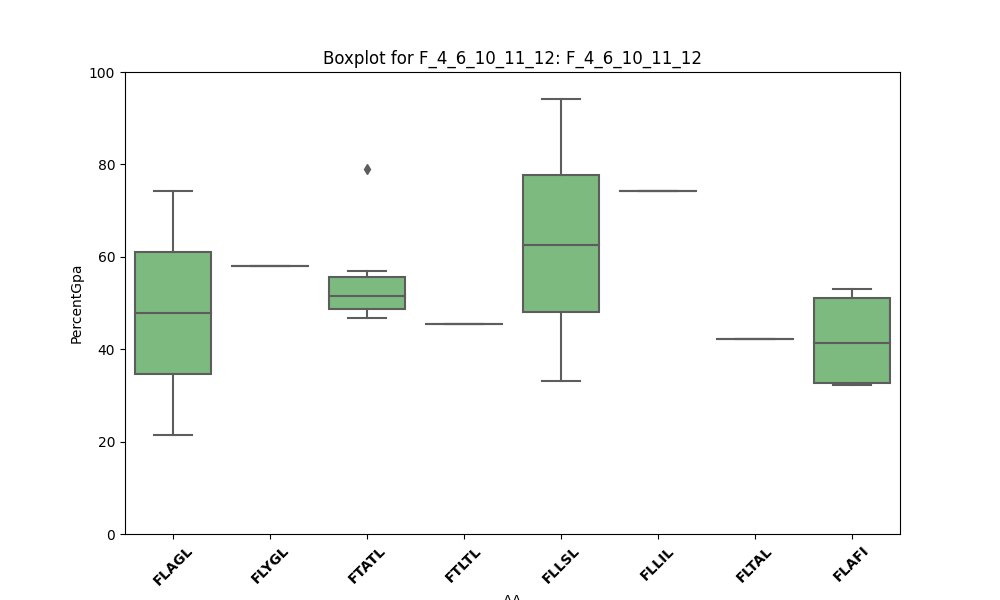 Boxplot for F_4_6_10_11_12: F_4_6_10_11_12
100
80
60
40
20
0
PercentGpa
FLAGL
FLYGL
FTATL
FTLTL
FLLSL
FLLIL
FLTAL
FLAFI
AA